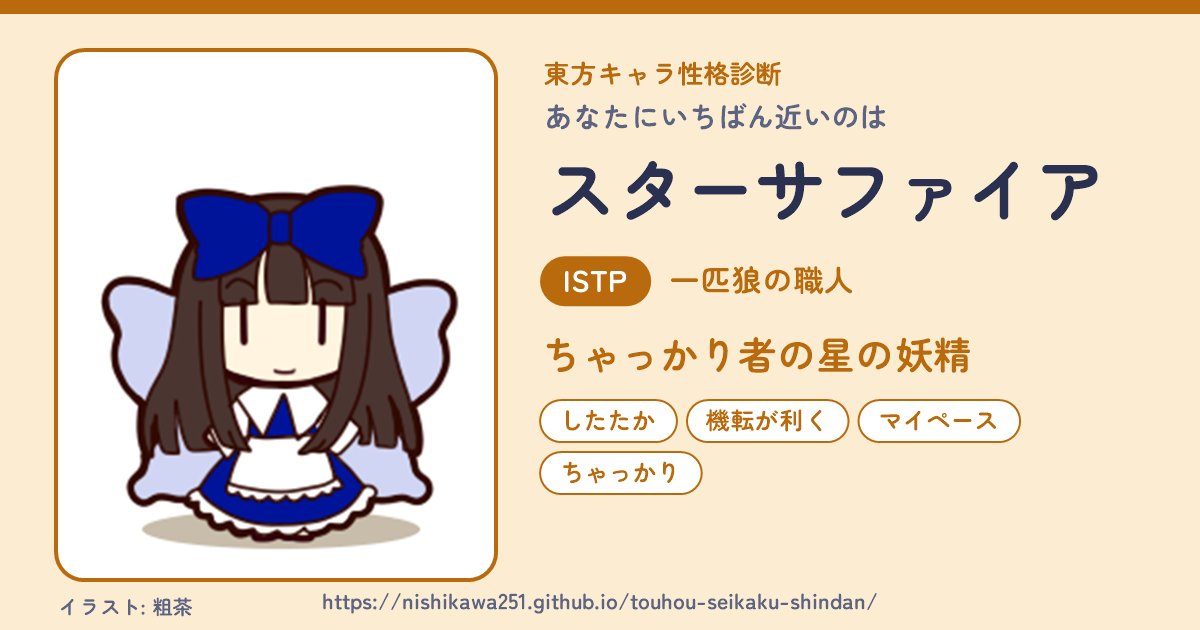 東方キャラ性格診断
あなたにいちばん近いのは
スターサファイア
ISTP 一匹狼の職人
ちゃっかり者の星の妖精
したたか 機転が利く マイペース
ちゃっかり
イラスト: 粗茶 https://nishikawa251.github.io/touhou-seikaku-shindan/